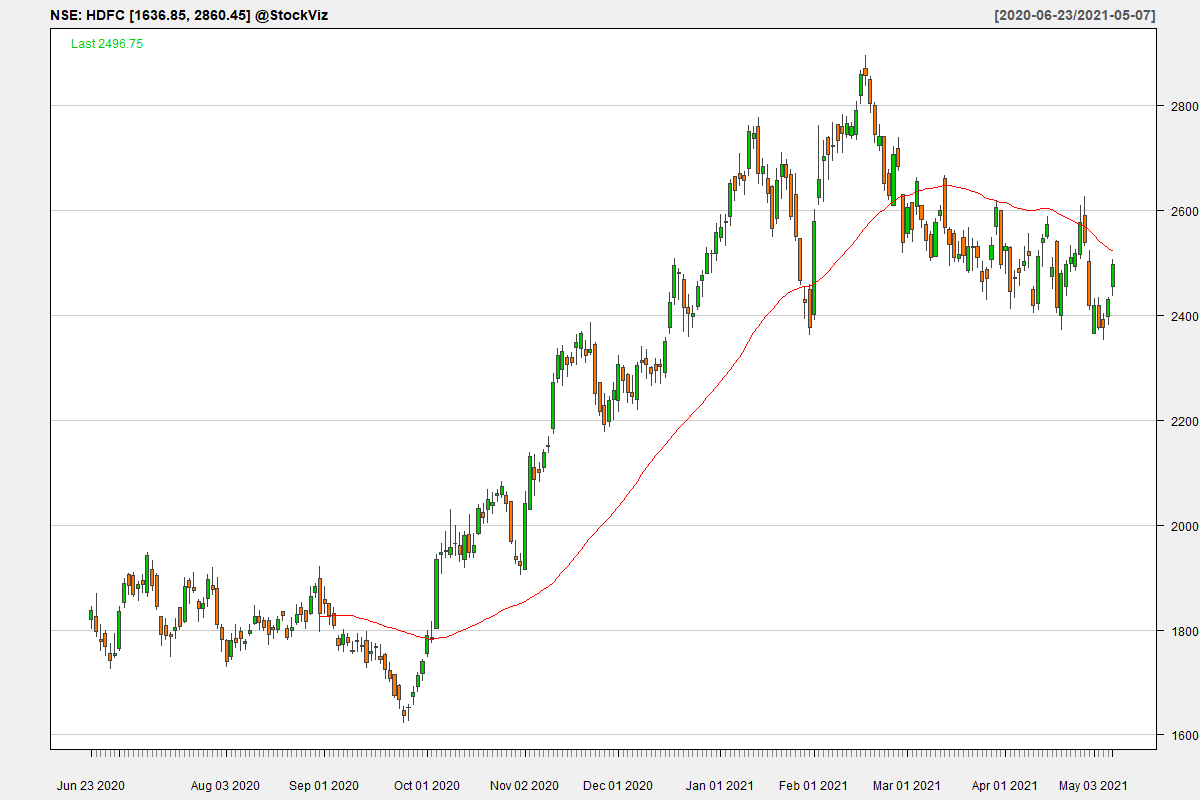 NSE: HDFC [1636.85, 2860.45] @StockViz [2020-06-23/2021-05-07]
Last 2496.75
2800
2600
2400
2200
2000
1800
1600
Jun 23 2020 Aug 03 2020 Sep 01 2020 Oct 01 2020 Nov 02 2020 Dec 01 2020 Jan 01 2021 Feb 01 2021 Mar 01 2021 Apr 01 2021 May 03 2021